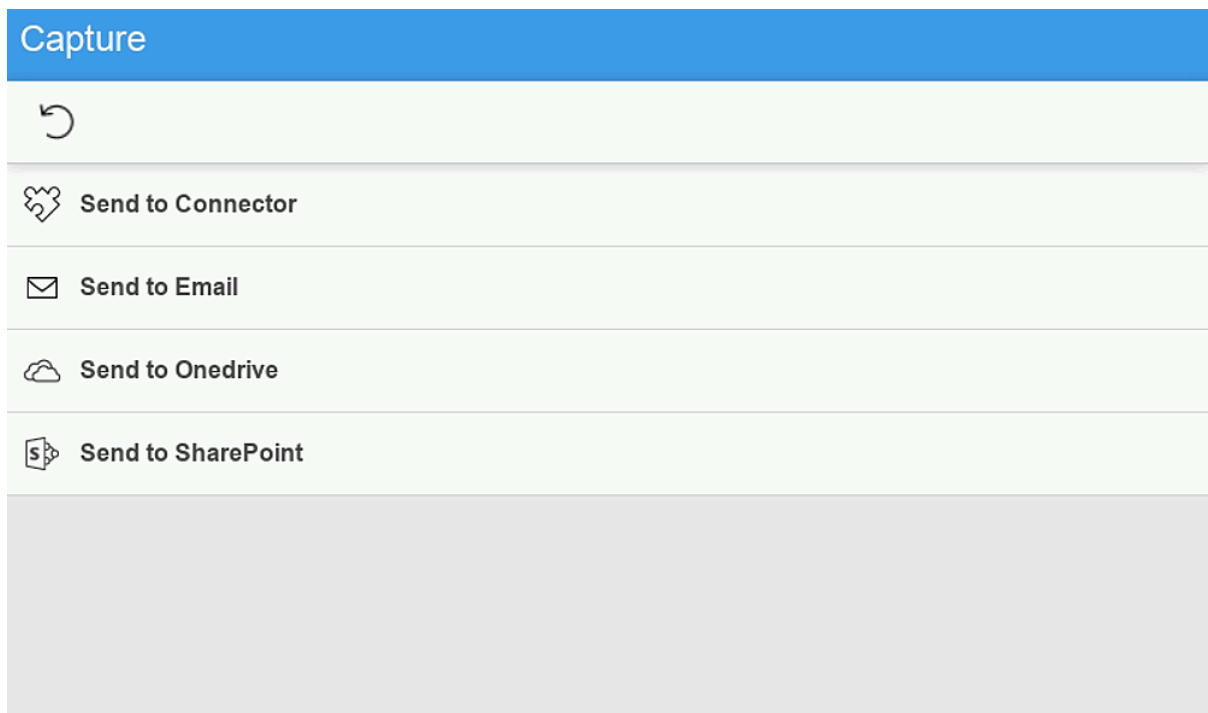 Capture
Send to Connector
Send to Email
Send to Onedrive
Send to SharePoint